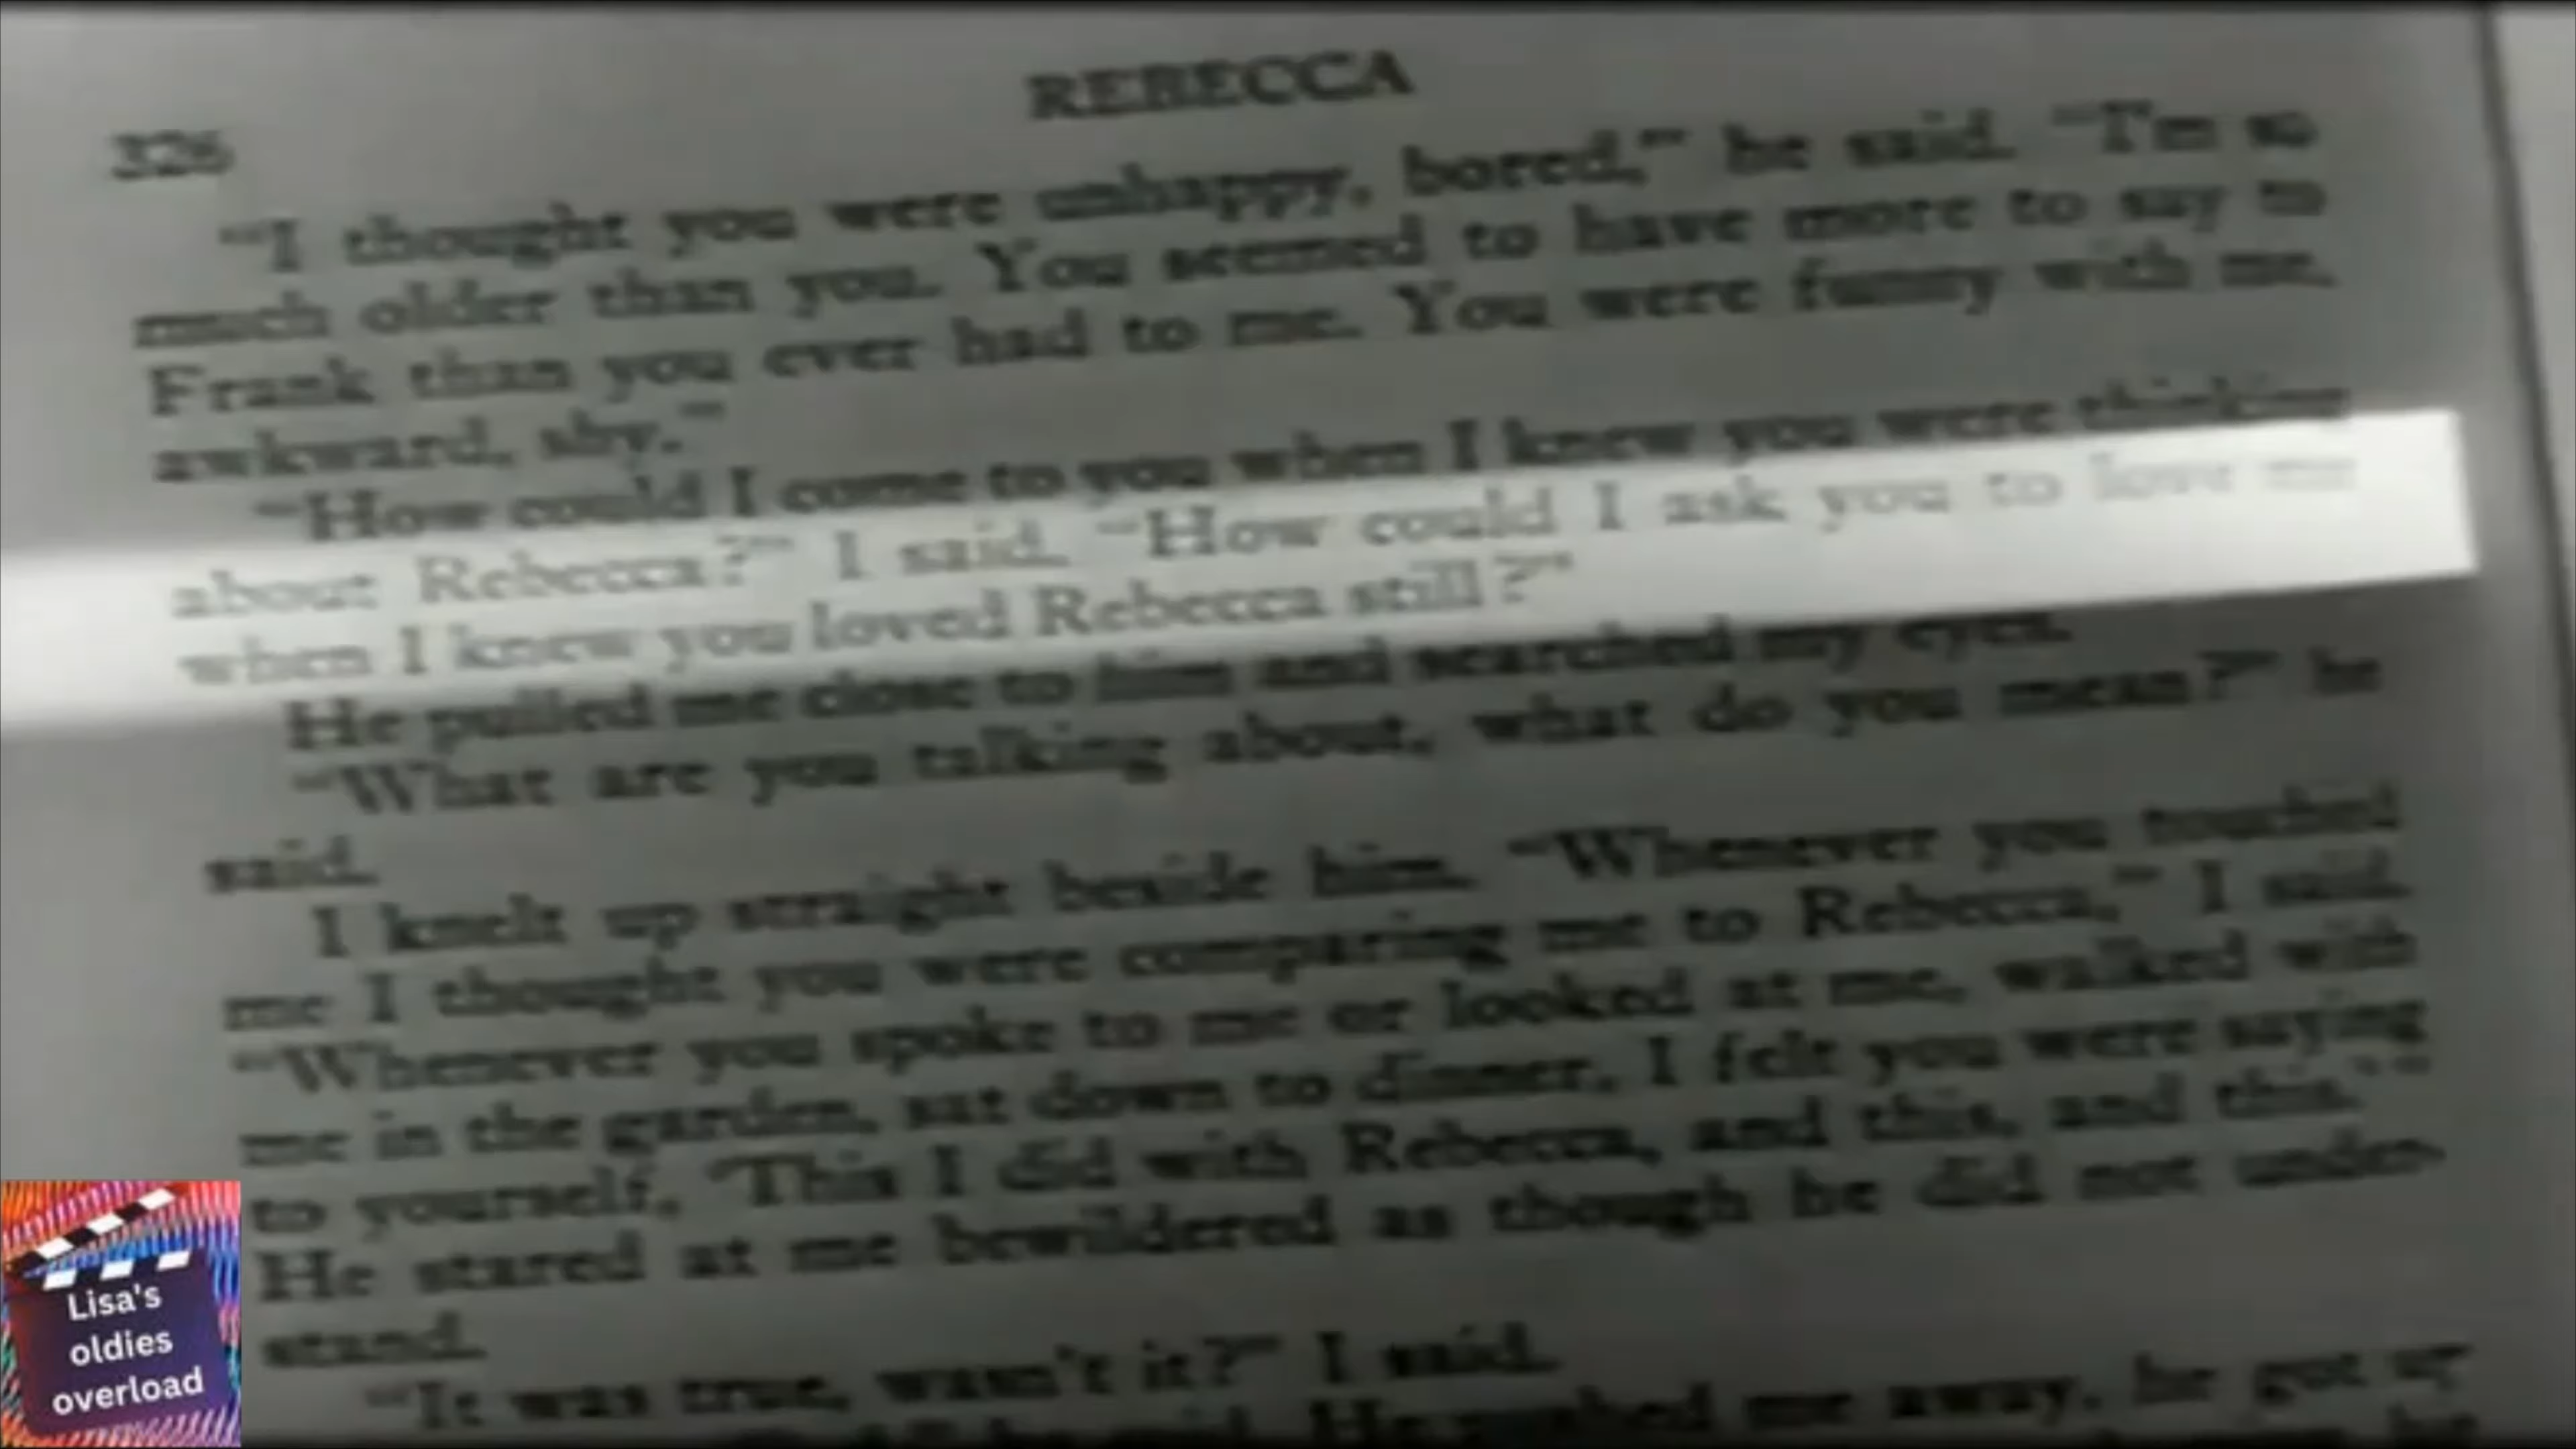 REBECCA
326
"I thought you were unhappy, bored," he said. "I'm so
much older than you. You seemed to have more to say to
Frank than you ever had to me. You were funny with me,
awkward, shy."
"How could I come to you when I knew you were thinking
about Rebecca?" I said. "How could I ask you to love me
when I knew you loved Rebecca still?"
He pulled me close to him and searched my eyes.
"What are you talking about, what do you mean?" he
said.
I knelt up straight beside him. "Whenever you touched
me I thought you were comparing me to Rebecca," I said.
"Whenever you spoke to me or looked at me, walked with
me in the garden, sat down to dinner, I felt you were saying
to yourself, 'This I did with Rebecca, and this, and this.'"
He stared at me bewildered as though he did not under-
stand.
"It was true, wasn't it?" I said.
He pushed me away, he got up
Lisa's
oldies
overload